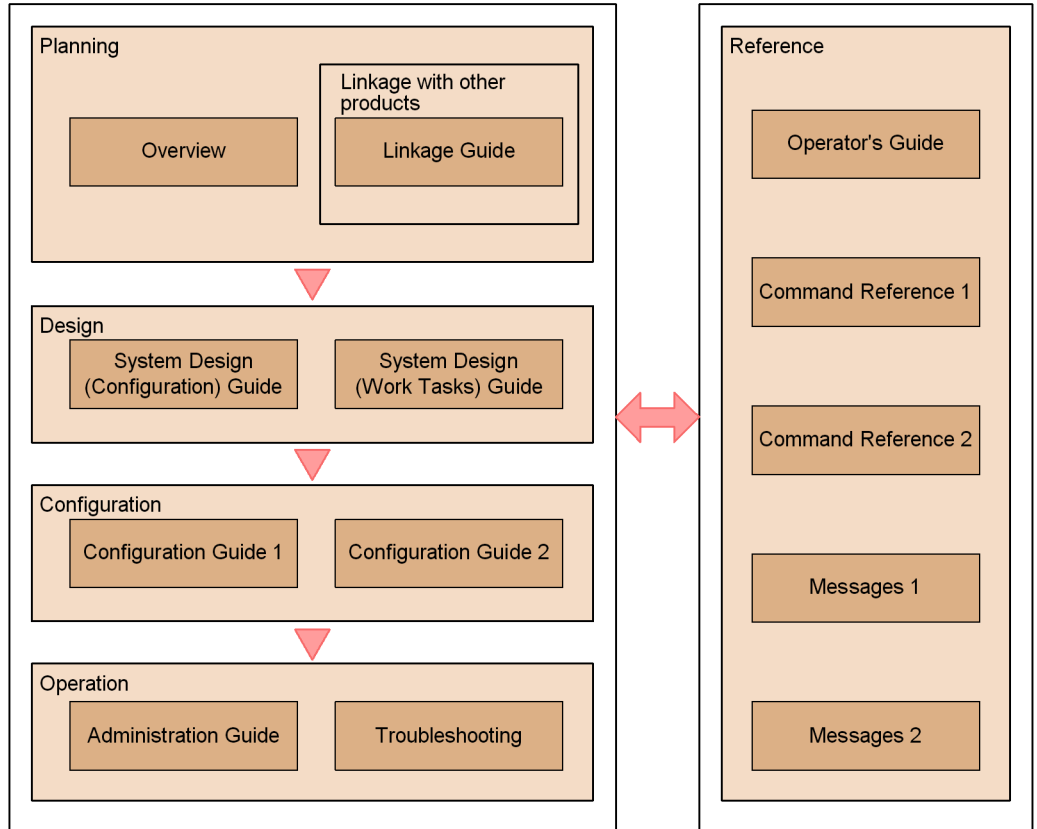 Planning
Linkage with other
products
Overview
Linkage Guide
Design
System Design
(Configuration) Guide
System Design
(Work Tasks) Guide
Configuration
Configuration Guide 1
Configuration Guide 2
Operation
Administration Guide
Troubleshooting
Reference
Operator's Guide
Command Reference 1
Command Reference 2
Messages 1
Messages 2